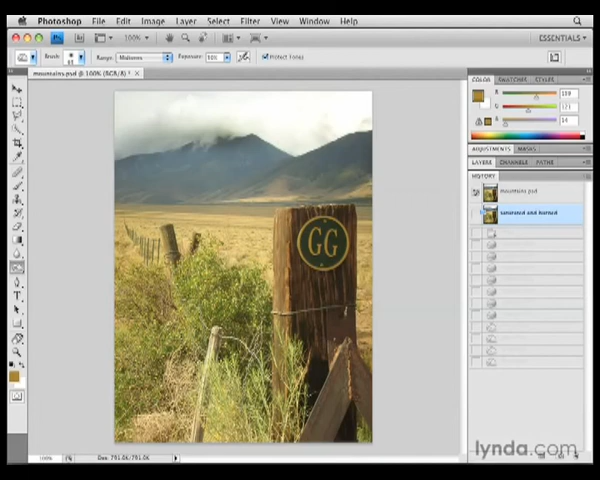 Photoshop File Edit Image Layer Select Filter View Window Help
Ps 100% ESSENTIALS
Brush: Range: Midtones Exposure: Protect Tones
mountains.psd @ 100% (RGB/8) *
COLOR SWATCHES STYLES
R
G
B
ADJUSTMENTS MASKS
LAYERS CHANNELS PATHS
HISTORY
mountains.psd
saturated and burned
GG
100% Doc: 791.0K/791.0K
lynda.com